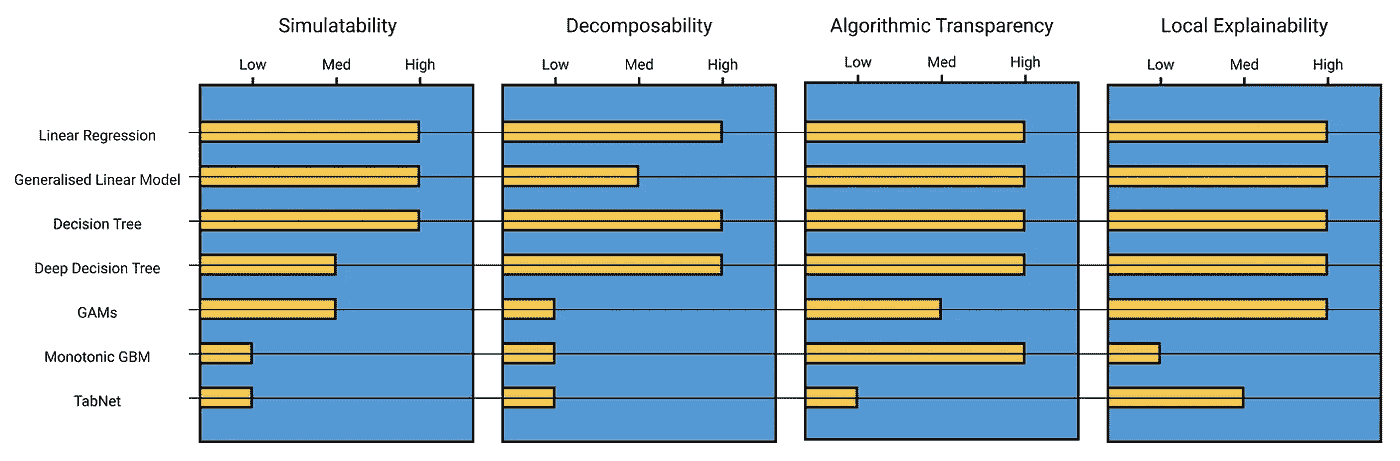 Simulatability
Decomposability
Algorithmic Transparency
Local Explainability
Low Med High
Low Med High
Low Med High
Low Med High
Linear Regression
Generalised Linear Model
Decision Tree
Deep Decision Tree
GAMs
Monotonic GBM
TabNet